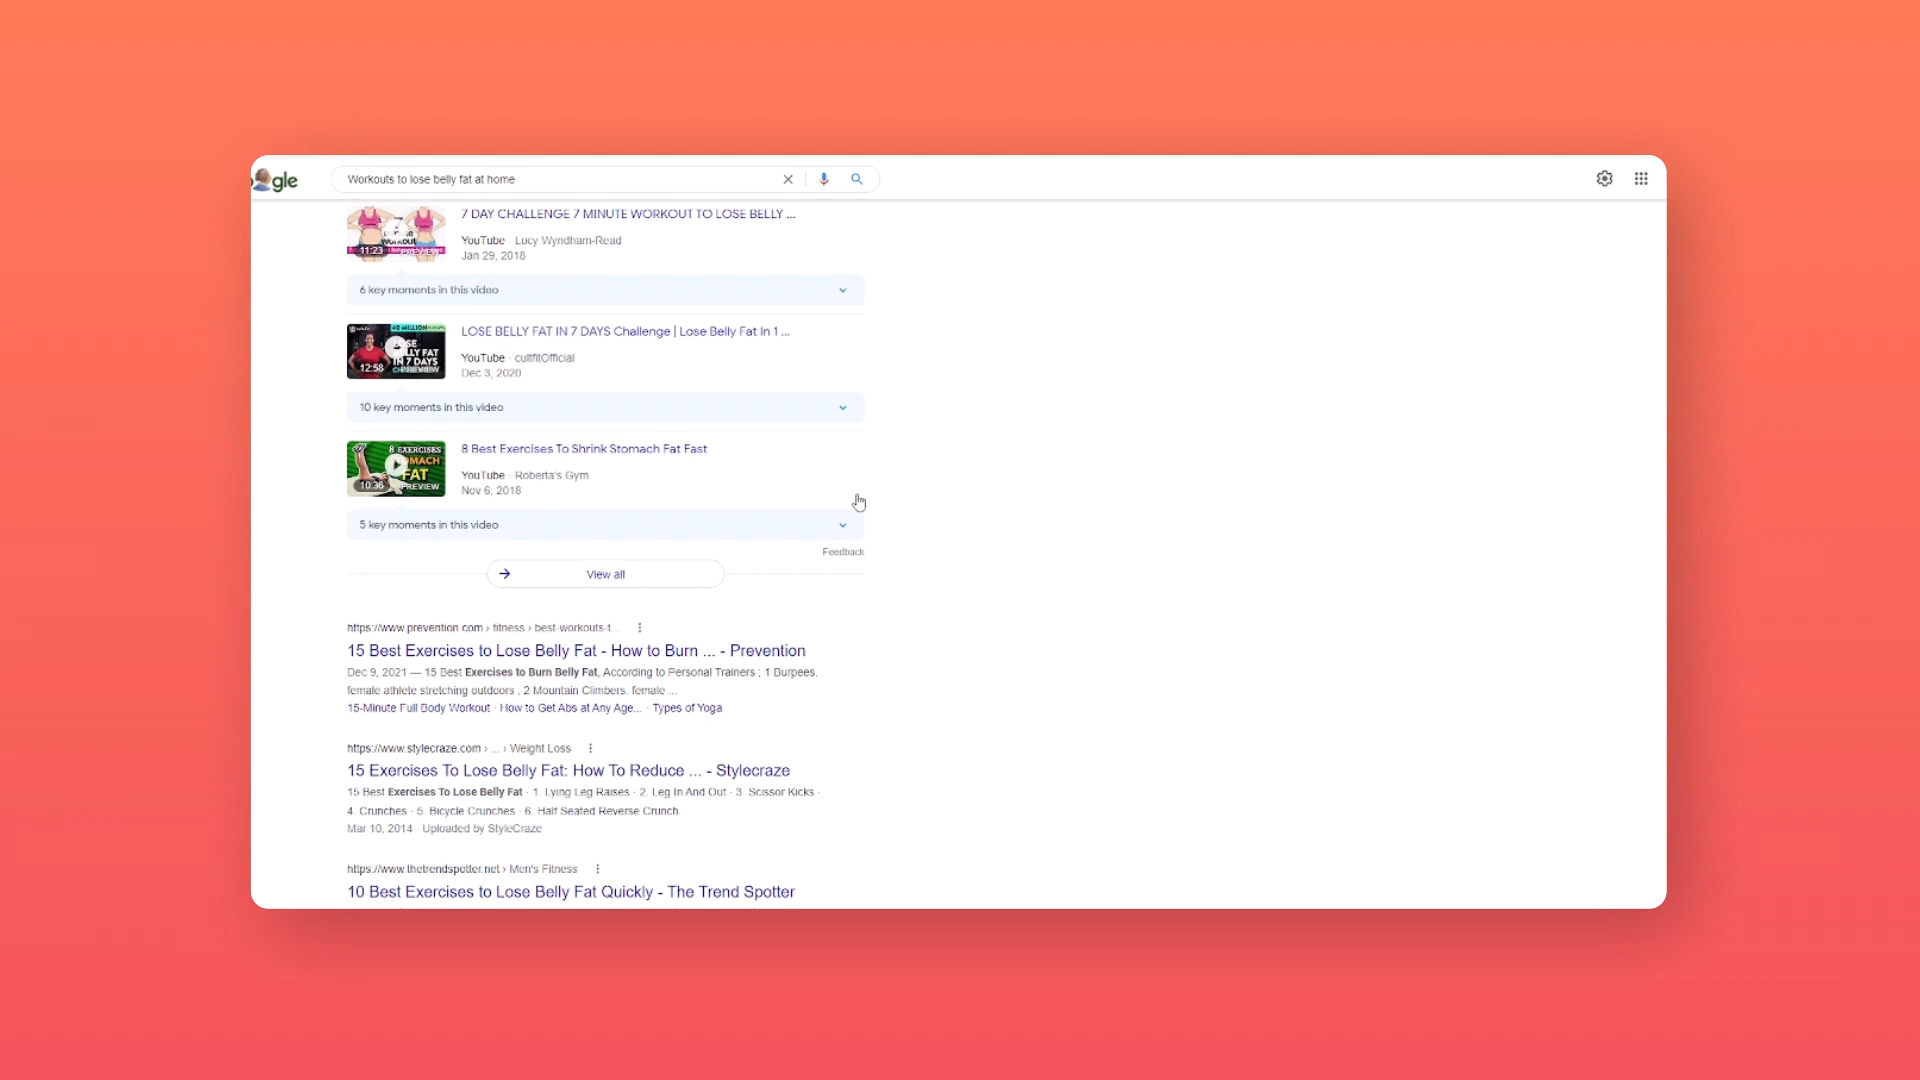 gle
Workouts to lose belly fat at home
7 DAY CHALLENGE 7 MINUTE WORKOUT TO LOSE BELLY ...
YouTube · Lucy Wyndham-Read
11:23
Jan 29, 2018
6 key moments in this video
LOSE BELLY FAT IN 7 DAYS Challenge | Lose Belly Fat In 1 ...
YouTube · cultfitOfficial
12:58
Dec 3, 2020
10 key moments in this video
8 EXERCISES
FAT
10:36 PREVIEW
8 Best Exercises To Shrink Stomach Fat Fast
YouTube · Roberta's Gym
Nov 6, 2018
5 key moments in this video
Feedback
View all
https://www.prevention.com › fitness › best-workouts-t...
15 Best Exercises to Lose Belly Fat - How to Burn ... - Prevention
Dec 9, 2021 — 15 Best Exercises to Burn Belly Fat, According to Personal Trainers ; 1 Burpees.
female athlete stretching outdoors ; 2 Mountain Climbers. female ...
15-Minute Full Body Workout · How to Get Abs at Any Age... · Types of Yoga
https://www.stylecraze.com › ... › Weight Loss
15 Exercises To Lose Belly Fat: How To Reduce ... - Stylecraze
15 Best Exercises To Lose Belly Fat · 1. Lying Leg Raises · 2. Leg In And Out · 3. Scissor Kicks ·
4. Crunches · 5. Bicycle Crunches · 6. Half Seated Reverse Crunch.
Mar 10, 2014 · Uploaded by StyleCraze
https://www.thetrendspotter.net › Men's Fitness
10 Best Exercises to Lose Belly Fat Quickly - The Trend Spotter